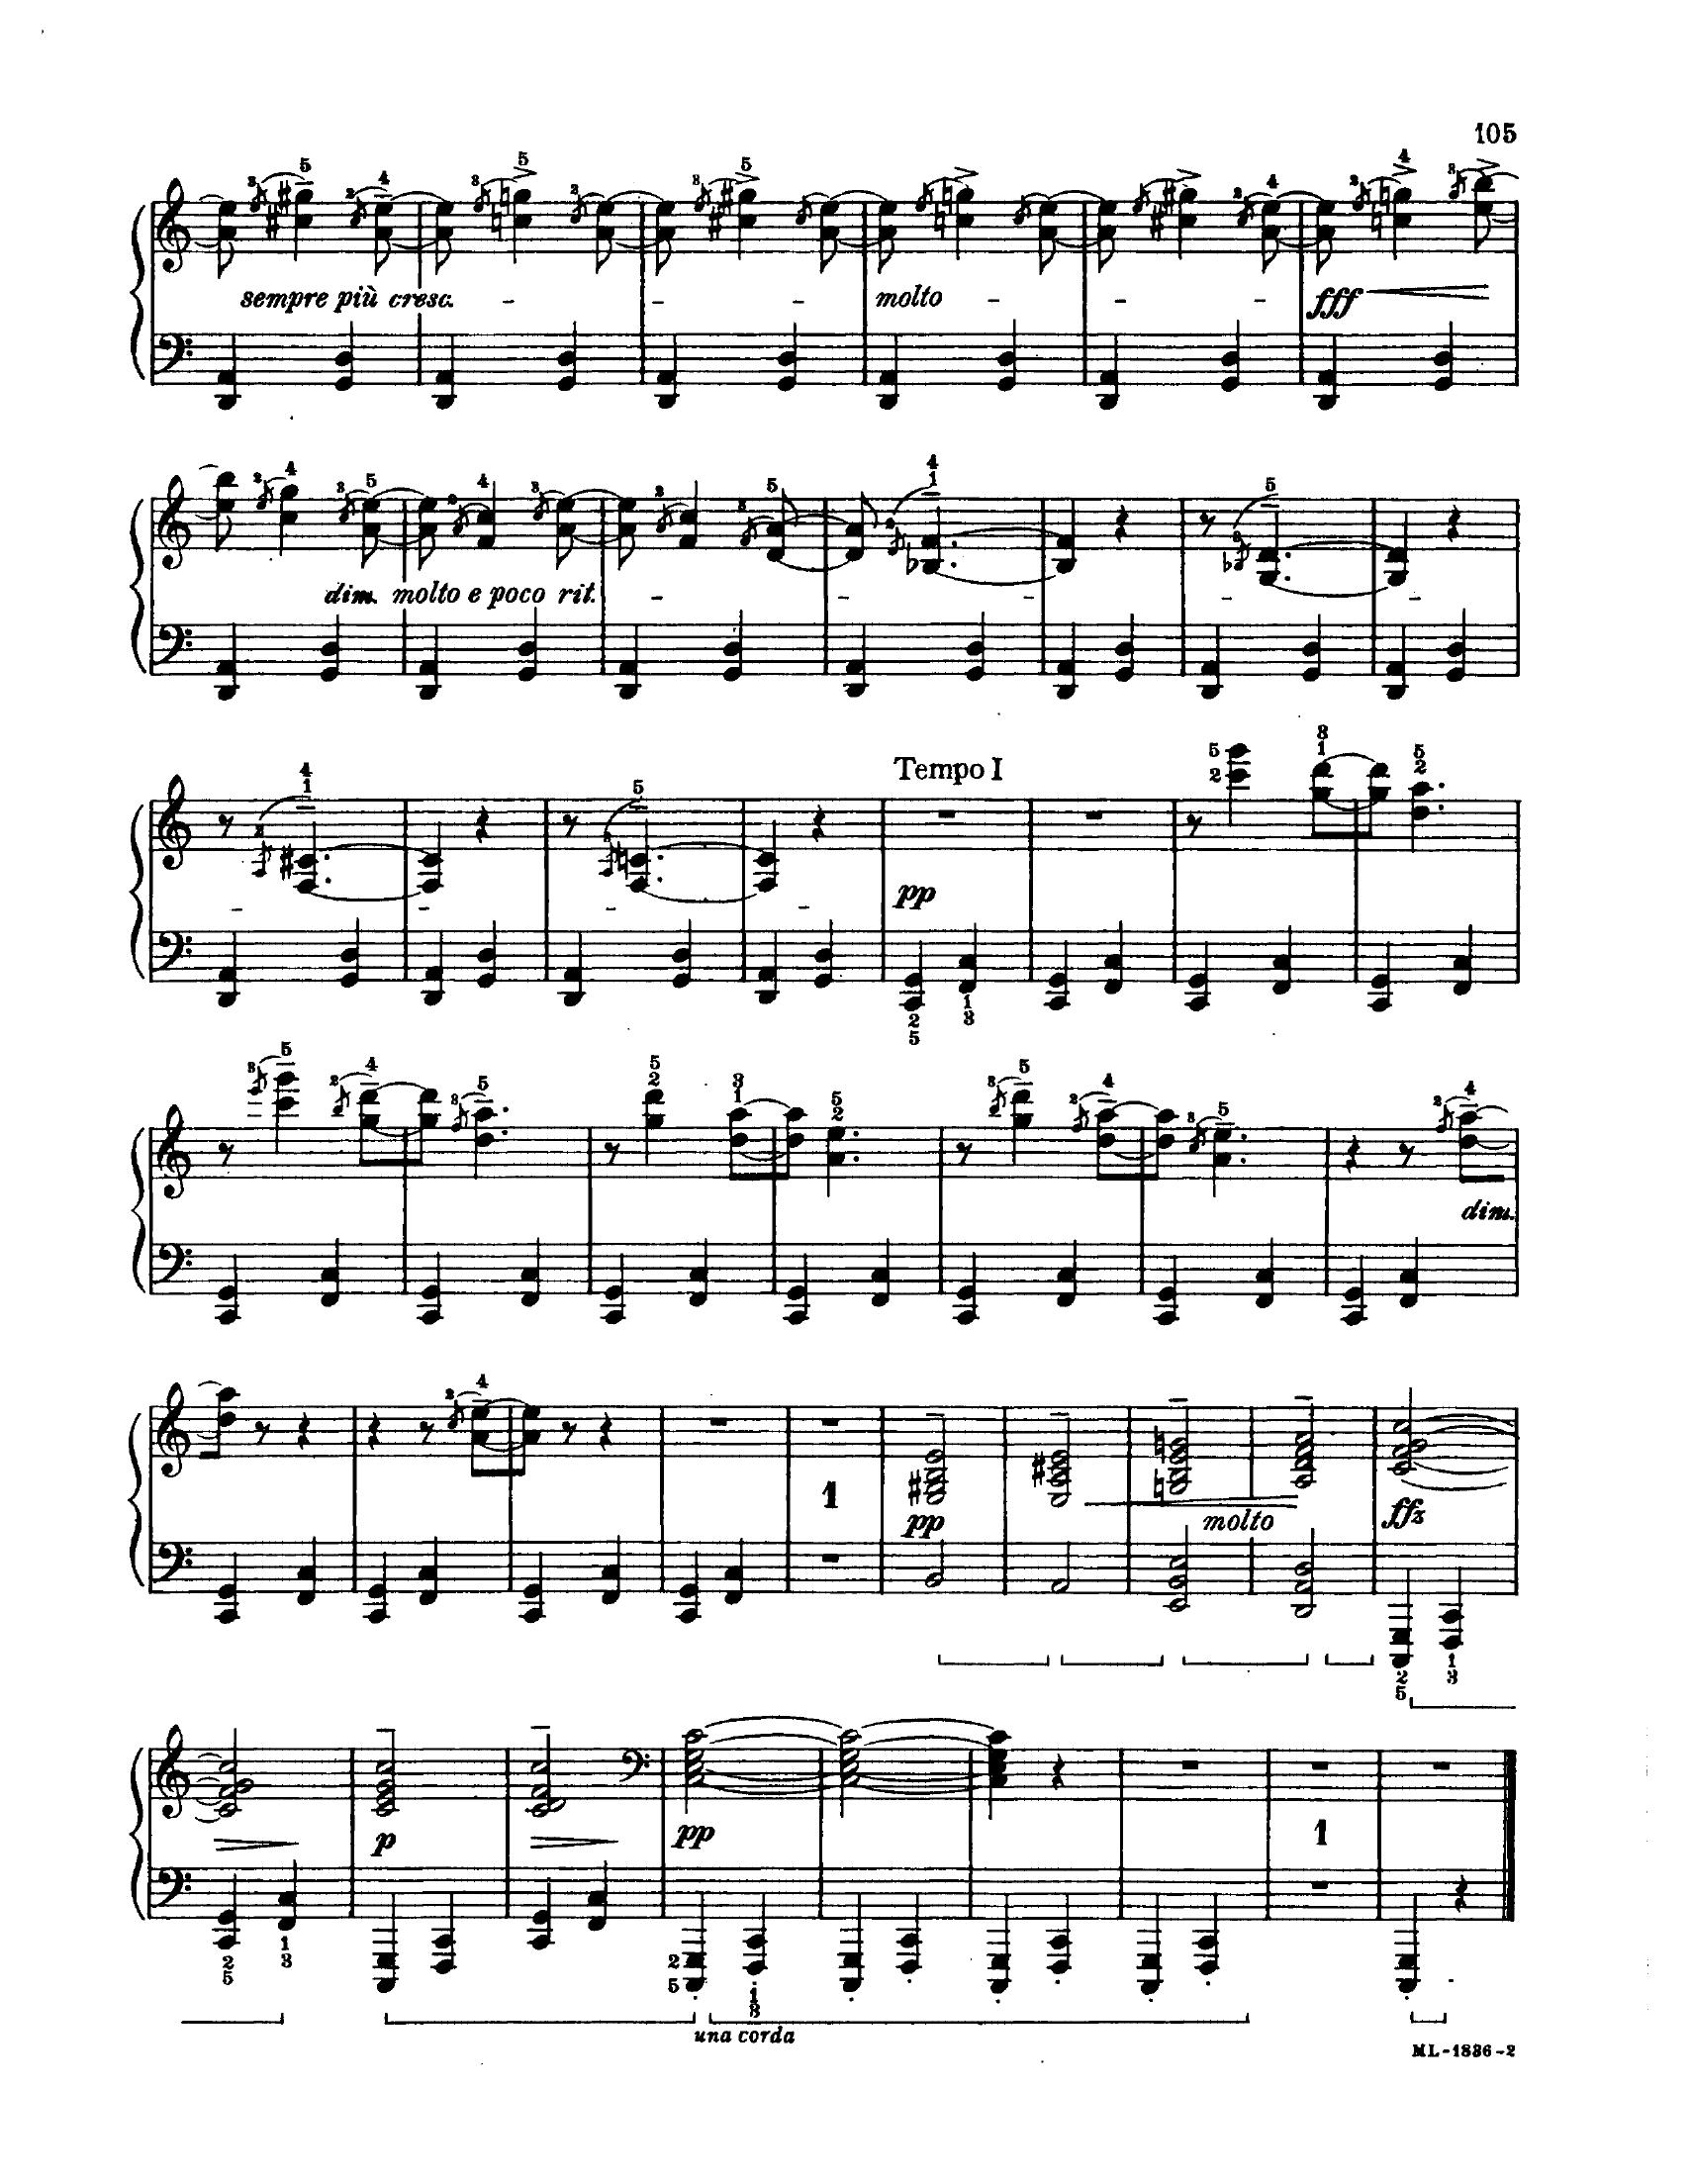 105
sempre più cresc.
molto
fff
dim. molto e poco rit.
Tempo I
pp
dim.
1
pp
molto
ffz
p
pp
1
una corda
ML-1836-2